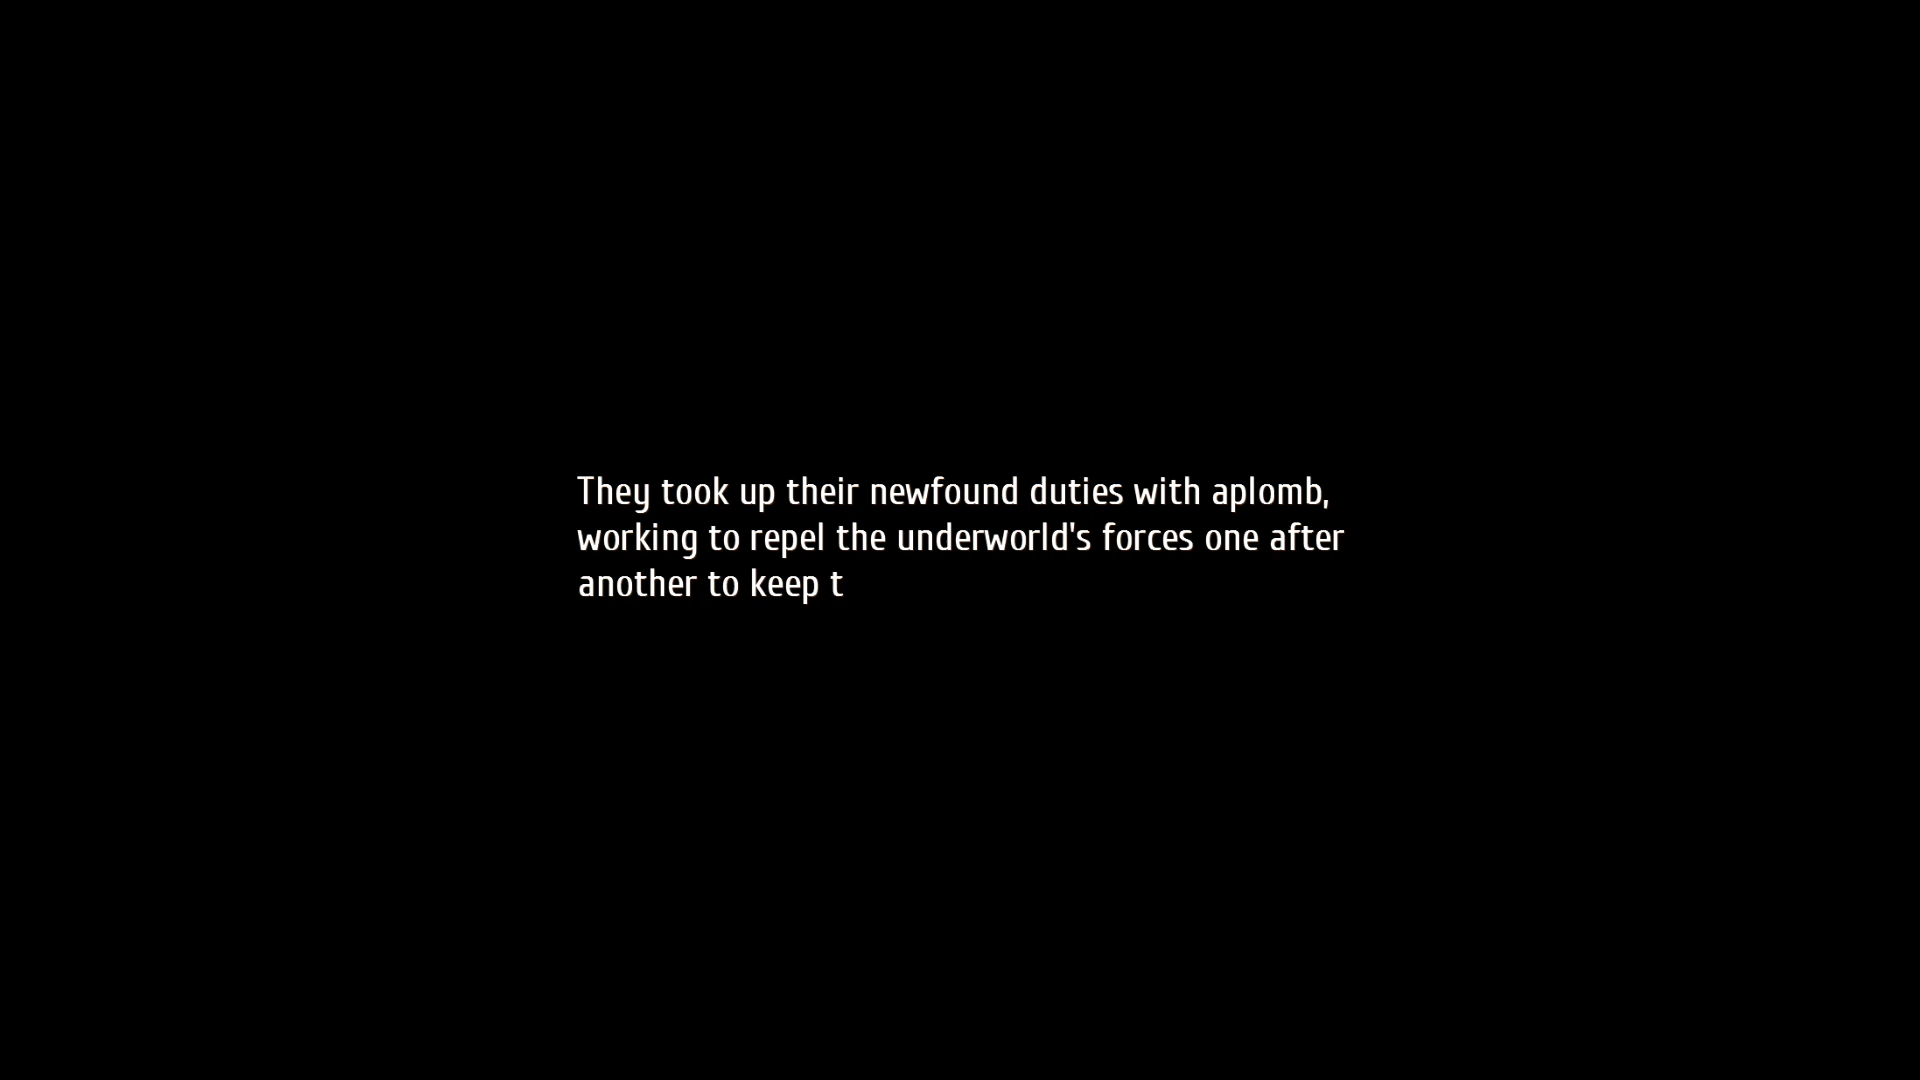 They took up their newfound duties with aplomb,
working to repel the underworld's forces one after
another to keep t